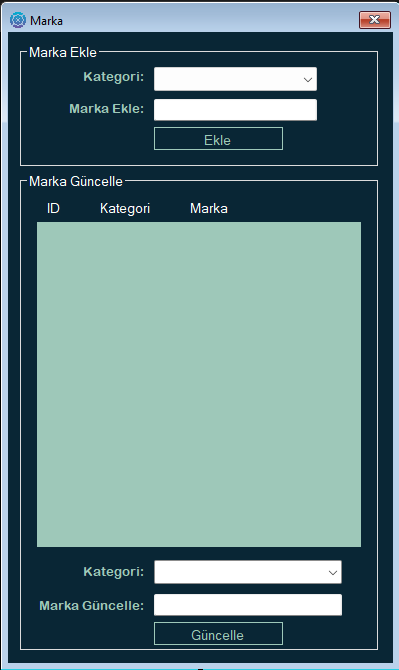 Marka
Marka Ekle
Kategori:
Marka Ekle:
Ekle
Marka Güncelle
ID Kategori Marka
Kategori:
Marka Güncelle:
Güncelle